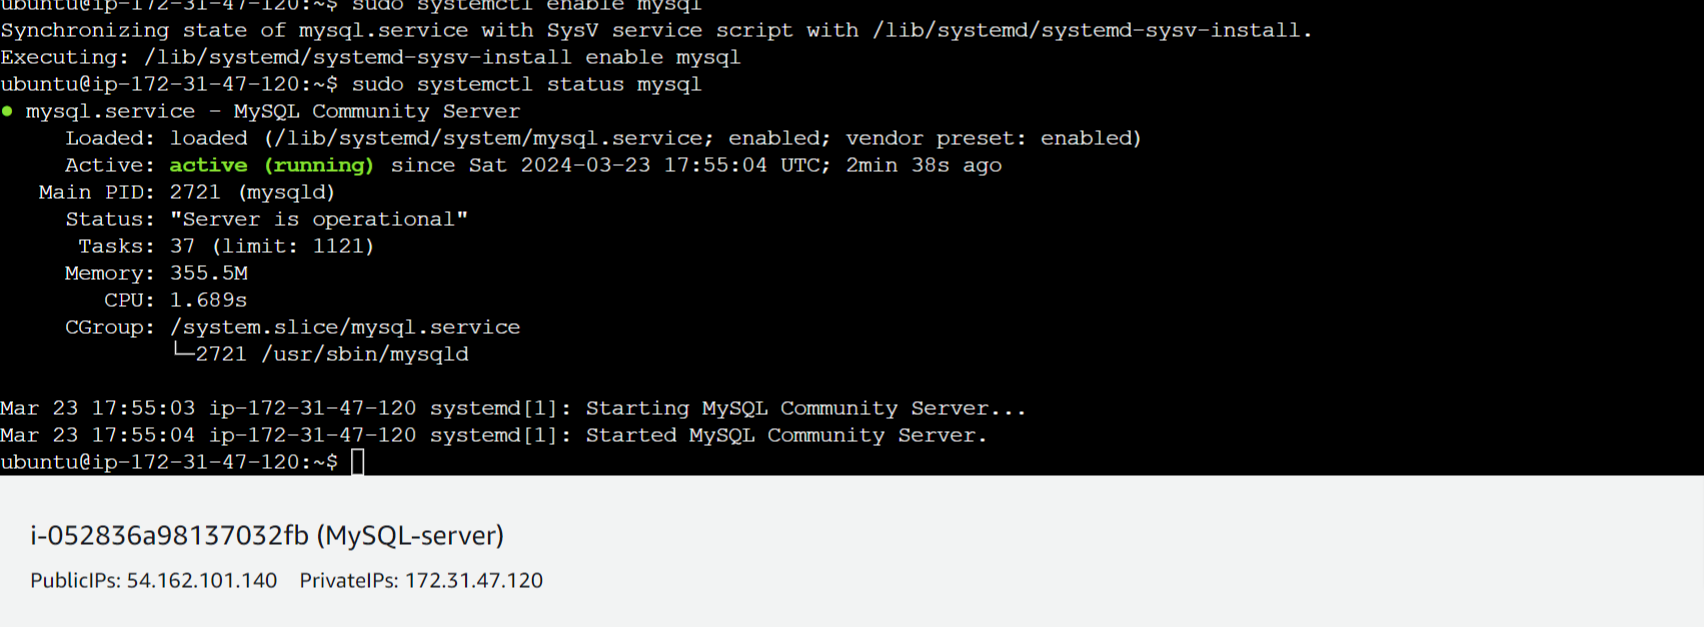 ubuntu@ip-172-31-47-120:~$ sudo systemctl enable mysql
Synchronizing state of mysql.service with SysV service script with /lib/systemd/systemd-sysv-install.
Executing: /lib/systemd/systemd-sysv-install enable mysql
ubuntu@ip-172-31-47-120:~$ sudo systemctl status mysql
● mysql.service - MySQL Community Server
Loaded: loaded (/lib/systemd/system/mysql.service; enabled; vendor preset: enabled)
Active: active (running) since Sat 2024-03-23 17:55:04 UTC; 2min 38s ago
Main PID: 2721 (mysqld)
Status: "Server is operational"
Tasks: 37 (limit: 1121)
Memory: 355.5M
CPU: 1.689s
CGroup: /system.slice/mysql.service
└─2721 /usr/sbin/mysqld
Mar 23 17:55:03 ip-172-31-47-120 systemd[1]: Starting MySQL Community Server...
Mar 23 17:55:04 ip-172-31-47-120 systemd[1]: Started MySQL Community Server.
ubuntu@ip-172-31-47-120:~$
i-052836a98137032fb (MySQL-server)
PublicIPs: 54.162.101.140 PrivateIPs: 172.31.47.120